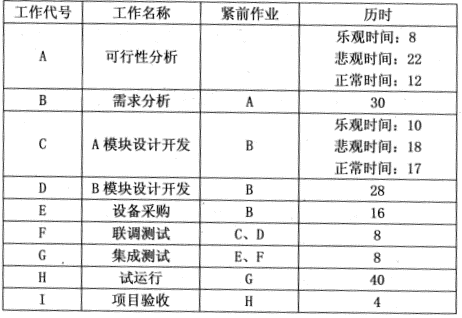 工作代号 工作名称 紧前作业 历时
A 可行性分析 乐观时间：8
悲观时间：22
正常时间：12
B 需求分析 A 30
C A 模块设计开发 B 乐观时间：10
悲观时间：18
正常时间：17
D B 模块设计开发 B 28
E 设备采购 B 16
F 联调测试 C、D 8
G 集成测试 E、F 8
H 试运行 G 40
I 项目验收 H 4